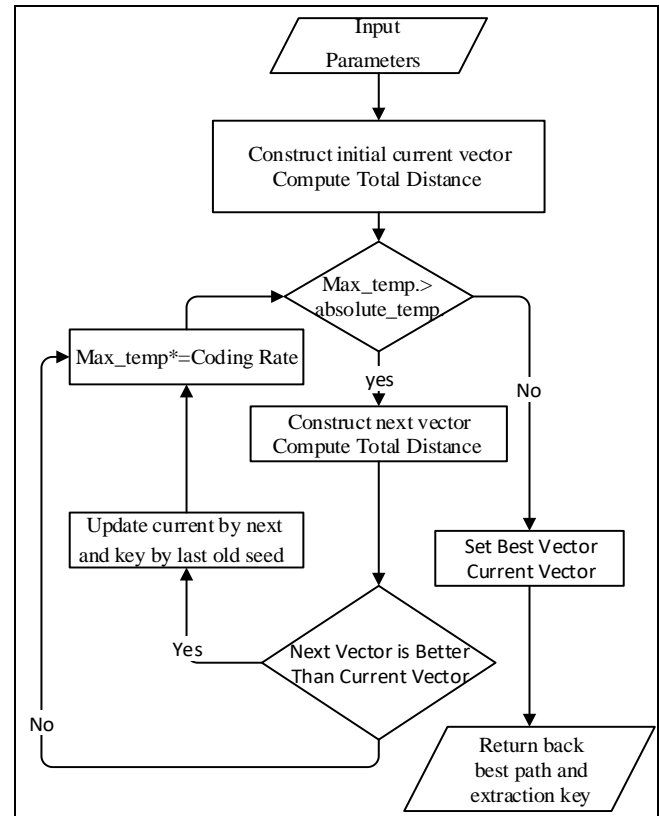 Input
Parameters
Construct initial current vector
Compute Total Distance
Max_temp.>
absolute_temp.
Max_temp*=Coding Rate
yes
No
Construct next vector
Compute Total Distance
Update current by next
and key by last old seed
Set Best Vector
Current Vector
Yes
Next Vector is Better
Than Current Vector
No
Return back
best path and
extraction key